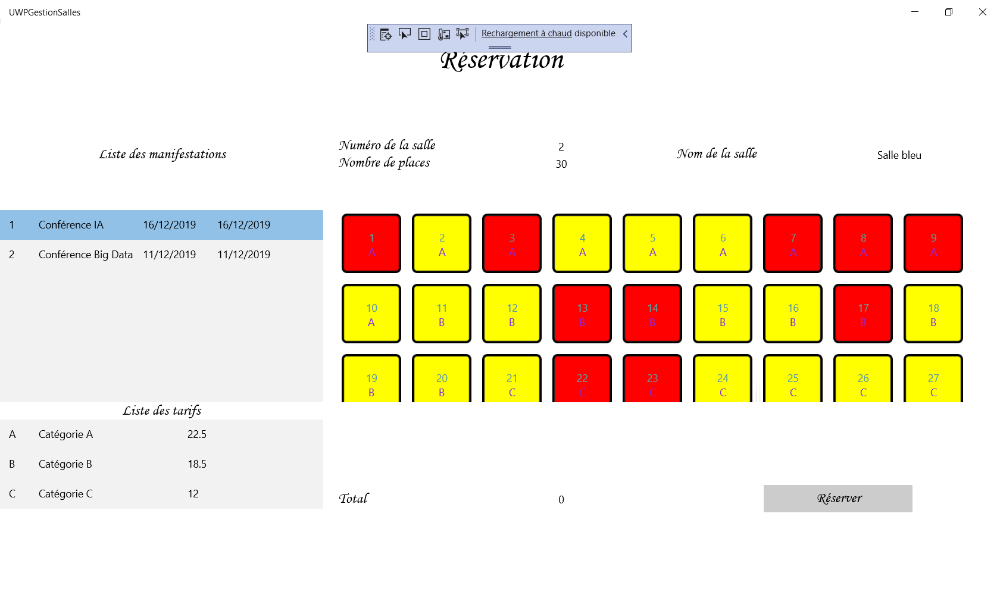 UWPGestionSalles
Rechargement à chaud disponible
Réservation
Liste des manifestations
Numéro de la salle 2
Nombre de places 30
Nom de la salle Salle bleu
1 Conférence IA 16/12/2019 16/12/2019
2 Conférence Big Data 11/12/2019 11/12/2019
1 2 3 4 5 6 7 8 9
A A A A A A A A A
10 11 12 13 14 15 16 17 18
A B B B B B B B B
19 20 21 22 23 24 25 26 27
B B C C C C C C C
Liste des tarifs
A Catégorie A 22.5
B Catégorie B 18.5
C Catégorie C 12
Total 0
Réserver